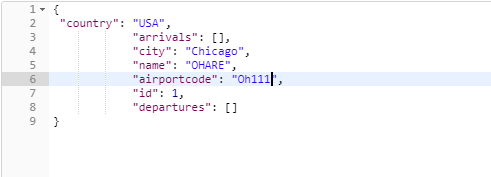 1 {
2 "country": "USA",
3 "arrivals": [],
4 "city": "Chicago",
5 "name": "OHARE",
6 "airportcode": "Oh111",
7 "id": 1,
8 "departures": []
9 }